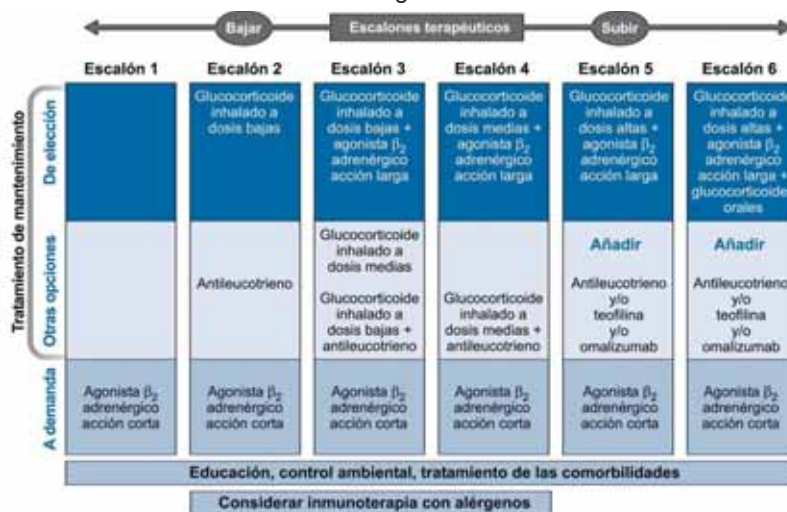 Bajar
Escalones terapéuticos
Subir
Escalón 1
Escalón 2
Escalón 3
Escalón 4
Escalón 5
Escalón 6
Tratamiento de mantenimiento
De elección
Glucocorticoide
inhalado a
dosis bajas
Glucocorticoide
inhalado a
dosis bajas +
agonista β2
adrenérgico
acción larga
Glucocorticoide
inhalado a
dosis medias +
agonista β2
adrenérgico
acción larga
Glucocorticoide
inhalado a
dosis altas +
agonista β2
adrenérgico
acción larga
Glucocorticoide
inhalado a
dosis altas +
agonista β2
adrenérgico
acción larga +
glucocorticoide
orales
Otras opciones
Antileucotrieno
Glucocorticoide
inhalado a
dosis medias
Glucocorticoide
inhalado a
dosis bajas +
antileucotrieno
Glucocorticoide
inhalado a
dosis medias +
antileucotrieno
Añadir
Antileucotrieno
y/o
teofilina
y/o
omalizumab
Añadir
Antileucotrieno
y/o
teofilina
y/o
omalizumab
A demanda
Agonista β2
adrenérgico
acción corta
Agonista β2
adrenérgico
acción corta
Agonista β2
adrenérgico
acción corta
Agonista β2
adrenérgico
acción corta
Agonista β2
adrenérgico
acción corta
Agonista β2
adrenérgico
acción corta
Educación, control ambiental, tratamiento de las comorbilidades
Considerar inmunoterapia con alérgenos